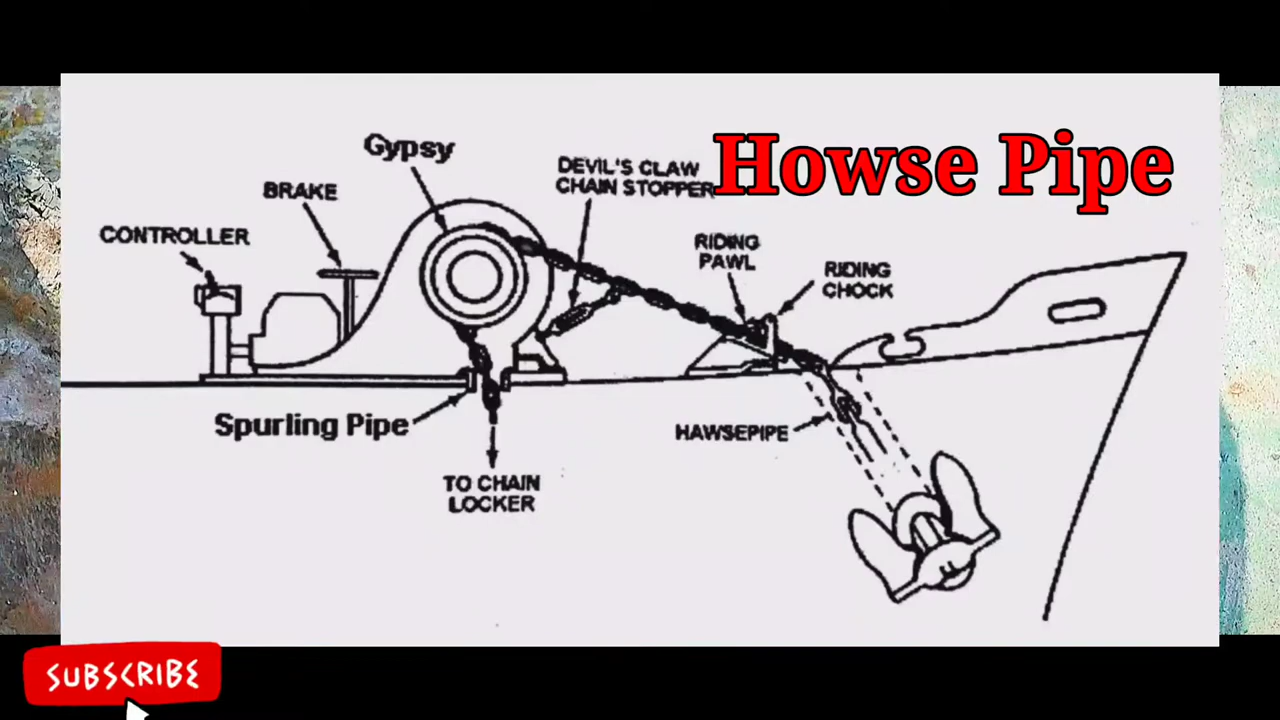 Howse Pipe
Gypsy
DEVIL'S CLAW
CHAIN STOPPER
BRAKE
CONTROLLER
RIDING
PAWL
RIDING
CHOCK
Spurling Pipe
HAWSEPIPE
TO CHAIN
LOCKER
SUBSCRIBE